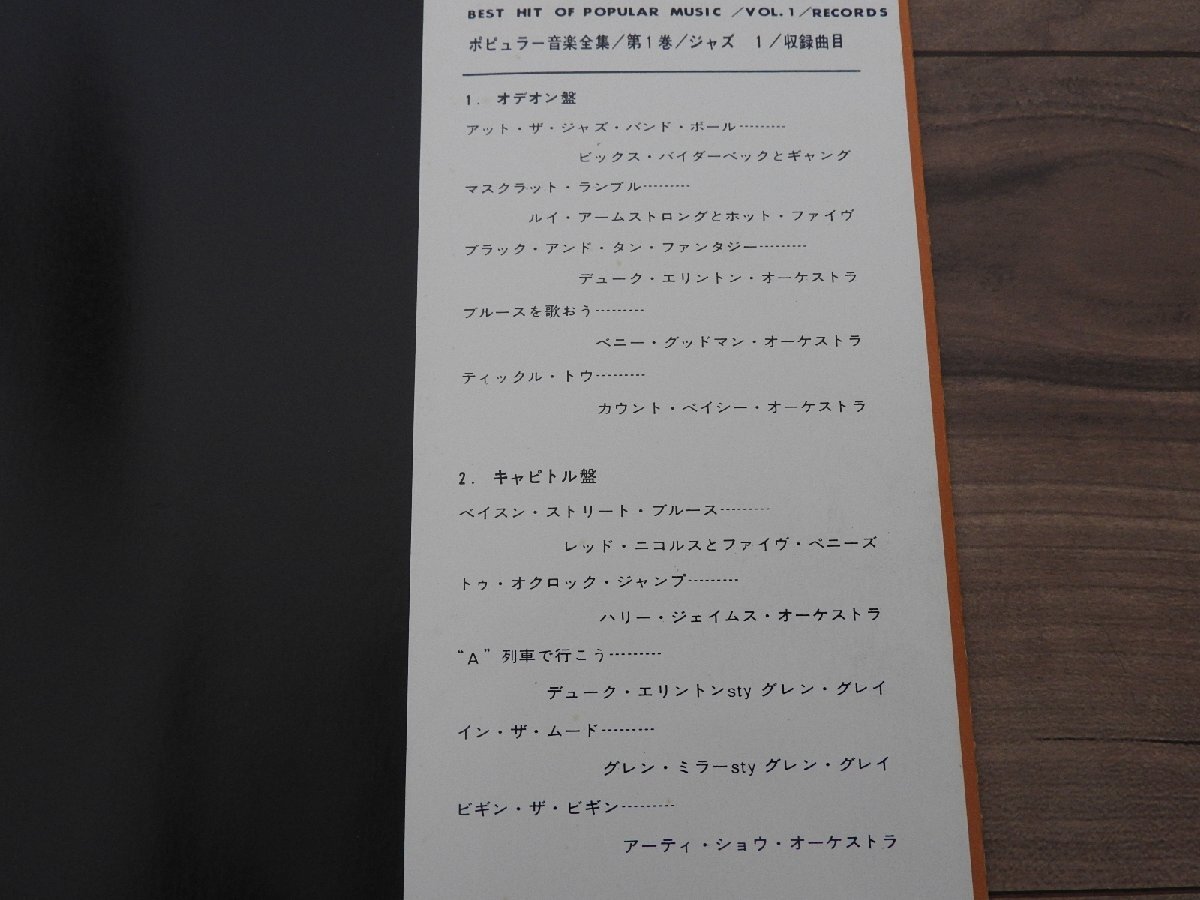 BEST HIT OF POPULAR MUSIC /VOL.1/RECORDS
ポピュラー音楽全集/第1巻/ジャズ 1/収録曲目
1. オデオン盤
アット・ザ・ジャズ・バンド・ボール………
ビックス・バイダーベックとギャング
マスクラット・ランブル………
ルイ・アームストロングとホット・ファイヴ
ブラック・アンド・タン・ファンタジー………
デューク・エリントン・オーケストラ
ブルースを歌おう………
ベニー・グッドマン・オーケストラ
ティックル・トウ………
カウント・ベイシー・オーケストラ
2. キャピトル盤
ベイスン・ストリート・ブルース………
レッド・ニコルスとファイヴ・ペニーズ
トゥ・オクロック・ジャンプ………
ハリー・ジェイムス・オーケストラ
“A”列車で行こう………
デューク・エリントンsty グレン・グレイ
イン・ザ・ムード………
グレン・ミラーsty グレン・グレイ
ビギン・ザ・ビギン………
アーティ・ショウ・オーケストラ